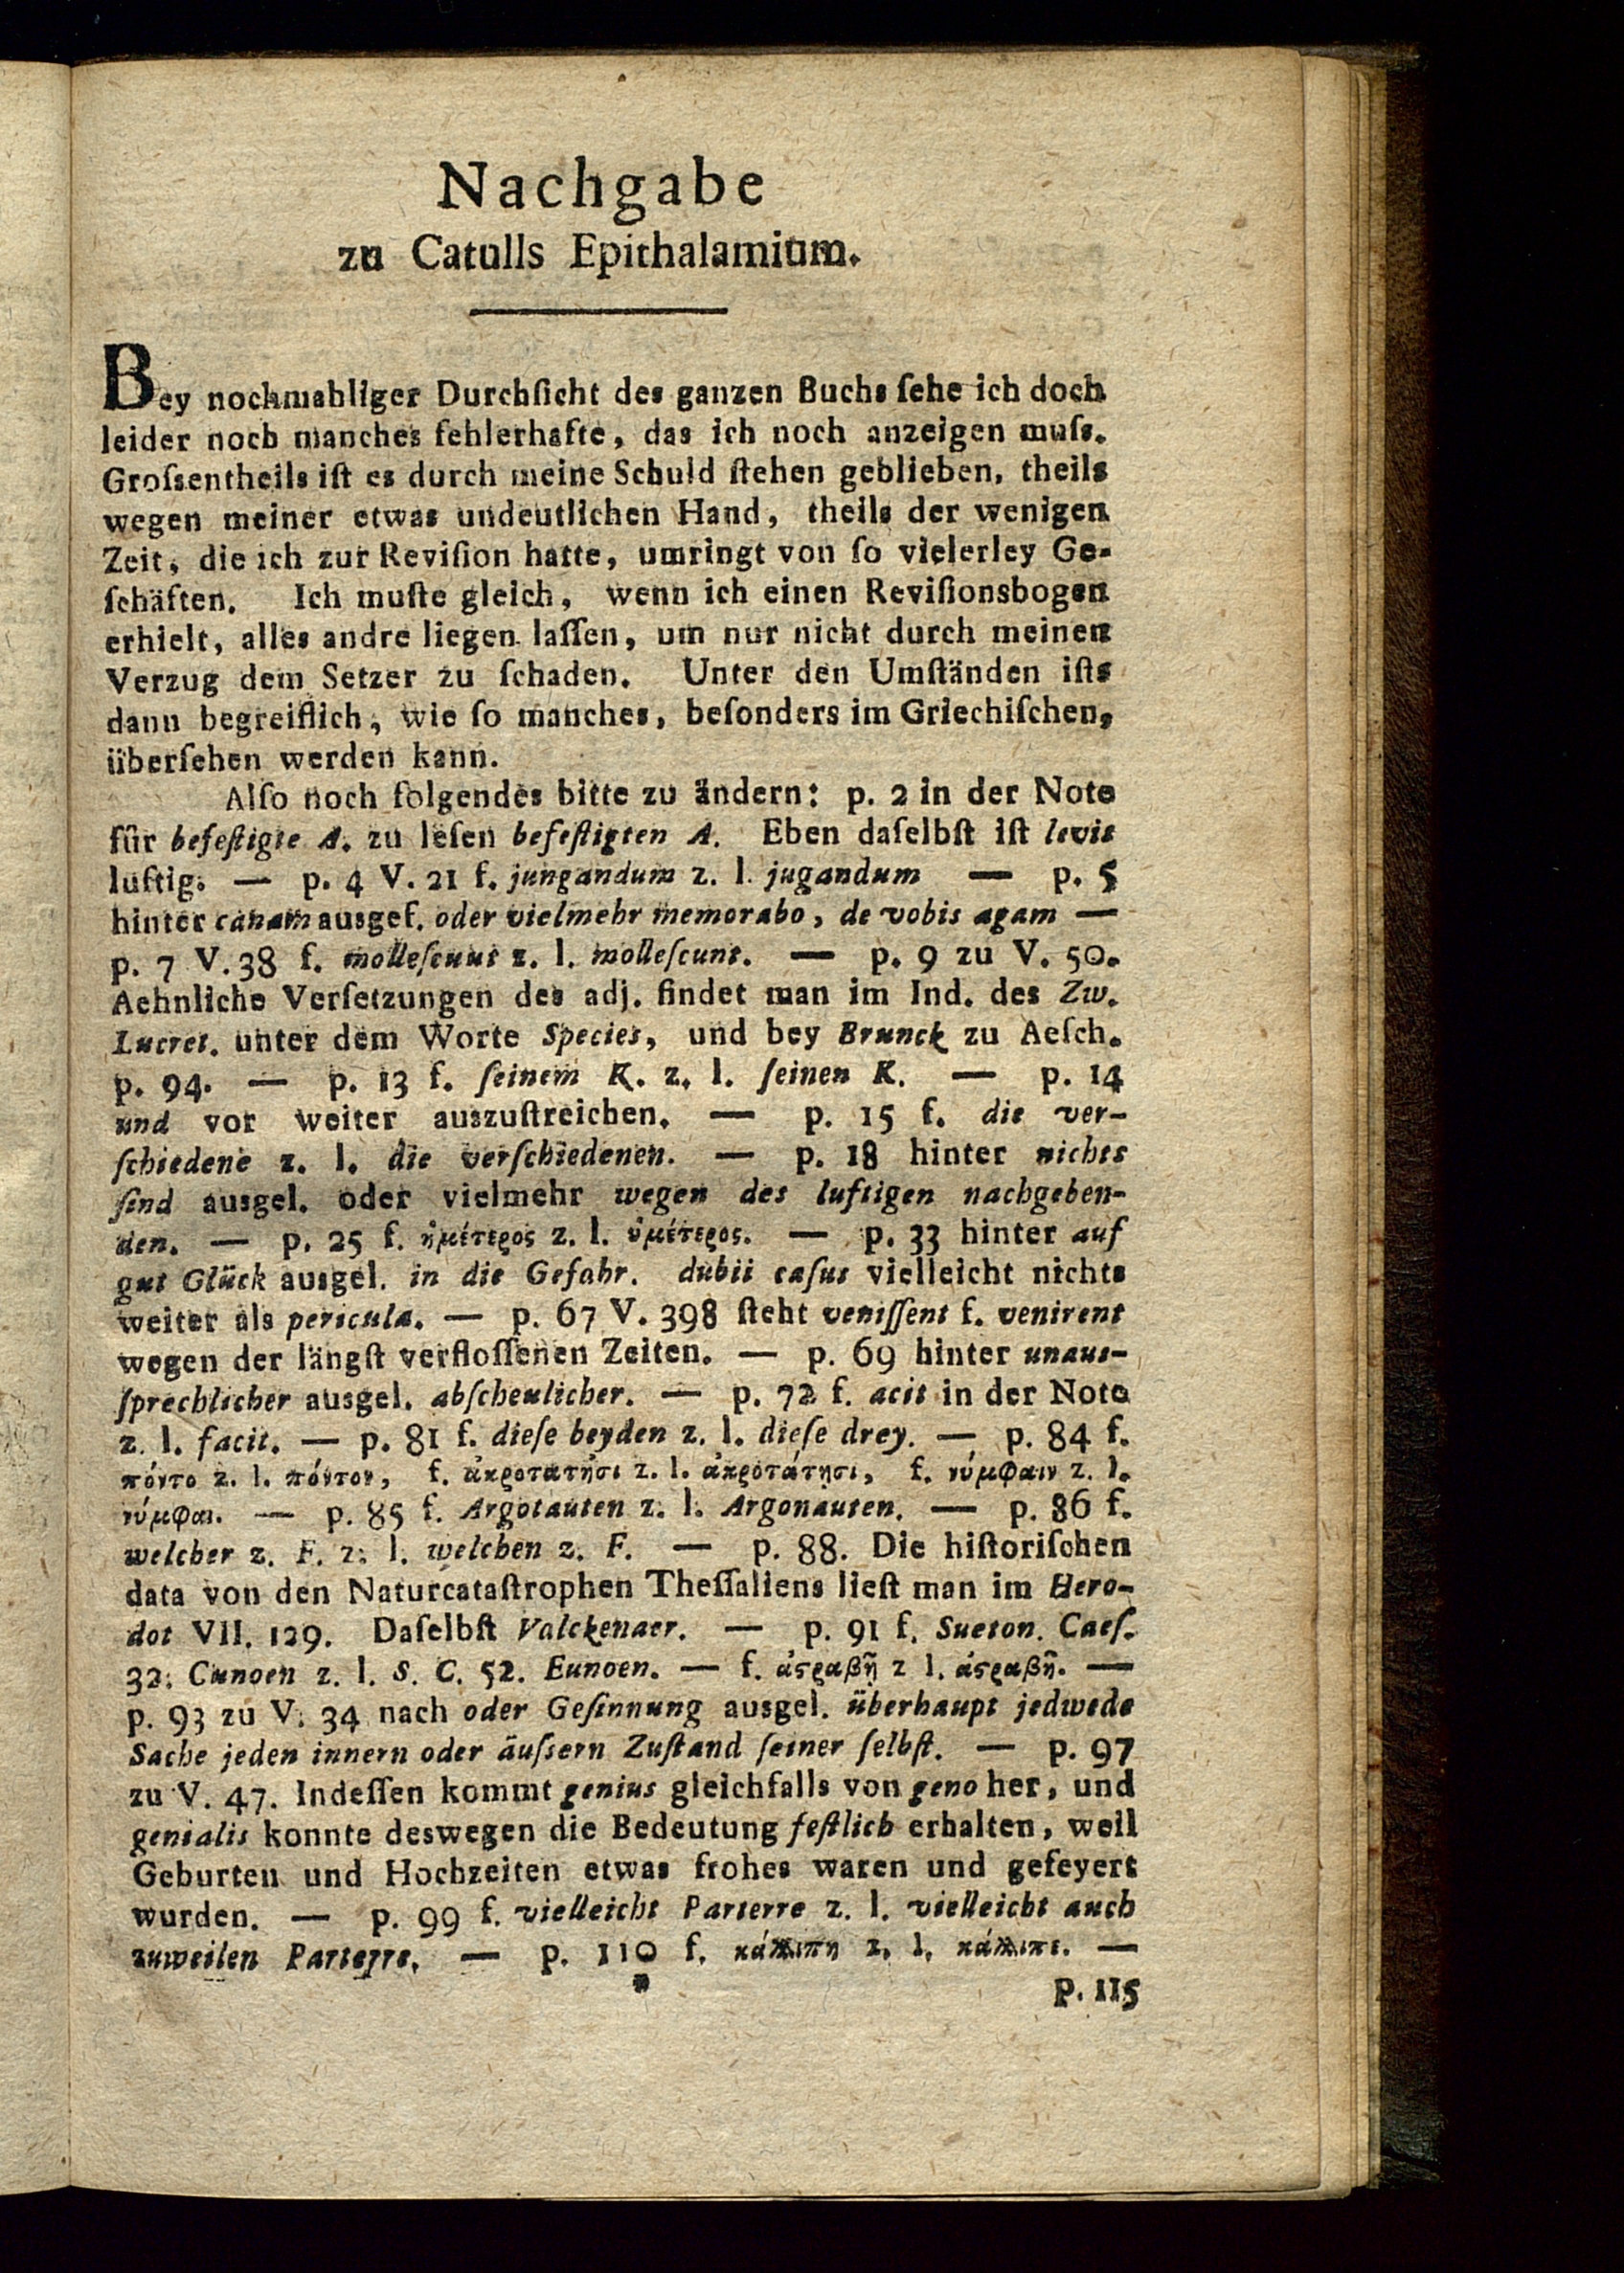 Nachgabe
zu Catulls Epithalamium.
Bey nochmahliger Durchſicht des ganzen Buchs ſehe ich doch
leider noch manches fehlerhafte, das ich noch anzeigen muſs.
Groſsentheils iſt es durch meine Schuld ſtehen geblieben, theils
wegen meiner etwas undeutlichen Hand, theils der wenigen
Zeit, die ich zur Reviſion hatte, umringt von ſo vielerley Ge-
ſchäften. Ich muſte gleich, wenn ich einen Reviſionsbogen
erhielt, alles andre liegen laſſen, um nur nicht durch meinen
Verzug dem Setzer zu ſchaden. Unter den Umſtänden iſts
dann begreiflich, wie ſo manches, beſonders im Griechiſchen,
überſehen werden kann.
Alſo noch folgendes bitte zu ändern: p. 2 in der Note
für befeſtigte A. zu leſen befeſtigten A. Eben daſelbſt iſt levis
luftig. — p. 4 V. 21 f. jungandum z. l. jugandum — p. 5
hinter canam ausgef. oder vielmehr memorabo, de vobis agam —
p. 7 V. 38 f. molleſcuut z. l. molleſcunt. — p. 9 zu V. 50.
Aehnliche Verſetzungen des adj. findet man im Ind. des Zw.
Lucret. unter dem Worte Species, und bey Brunck zu Aeſch.
p. 94. — p. 13 f. ſeinem K. z. l. ſeinen K. — p. 14
und vor weiter auszuſtreichen. — p. 15 f. die ver-
ſchiedene z. l. die verſchiedenen. — p. 18 hinter nichts
ſind ausgel. oder vielmehr wegen des luftigen nachgeben-
den. — p. 25 f. ἡμέτερος z. l. ὑμέτερος. — p. 33 hinter auf
gut Glück ausgel. in die Gefahr. dubii caſus vielleicht nichts
weiter als pericula. — p. 67 V. 398 ſteht veniſſent f. venirent
wegen der längſt verfloſſenen Zeiten. — p. 69 hinter unaus-
ſprechlicher ausgel. abſcheulicher. — p. 72 f. acit in der Note
z. l. facit. — p. 81 f. dieſe beyden z. l. dieſe drey. — p. 84 f.
πόντο z. l. πόντον, f. ἀκροτατῇσι z. l. ἀκροτάτῃσι, f. νύμφαιν z. l.
νύμφαι. — p. 85 f. Argotauten z. l. Argonauten. — p. 86 f.
welcher z. F. z. l. welchen z. F. — p. 88. Die hiſtoriſchen
data von den Naturcataſtrophen Theſſaliens lieſt man im Hero-
dot VII. 129. Daſelbſt Valckenaer. — p. 91 f. Sueton. Caeſ.
32. Cunoen z. l. S. C. 52. Eunoen. — f. ἀςραβῆ z l. ἀςραβῆ. —
p. 93 zu V. 34 nach oder Geſinnung ausgel. überhaupt jedwede
Sache jeden innern oder äuſsern Zuſtand ſeiner ſelbſt. — p. 97
zu V. 47. Indeſſen kommt genius gleichfalls von geno her, und
genialis konnte deswegen die Bedeutung feſtlich erhalten, weil
Geburten und Hochzeiten etwas frohes waren und gefeyert
wurden. — p. 99 f. vielleicht Parterre z. l. vielleicht auch
zuweilen Parterre. — p. 110 f. κάλλιπη z. l. κάλλιπε. —
p. 115